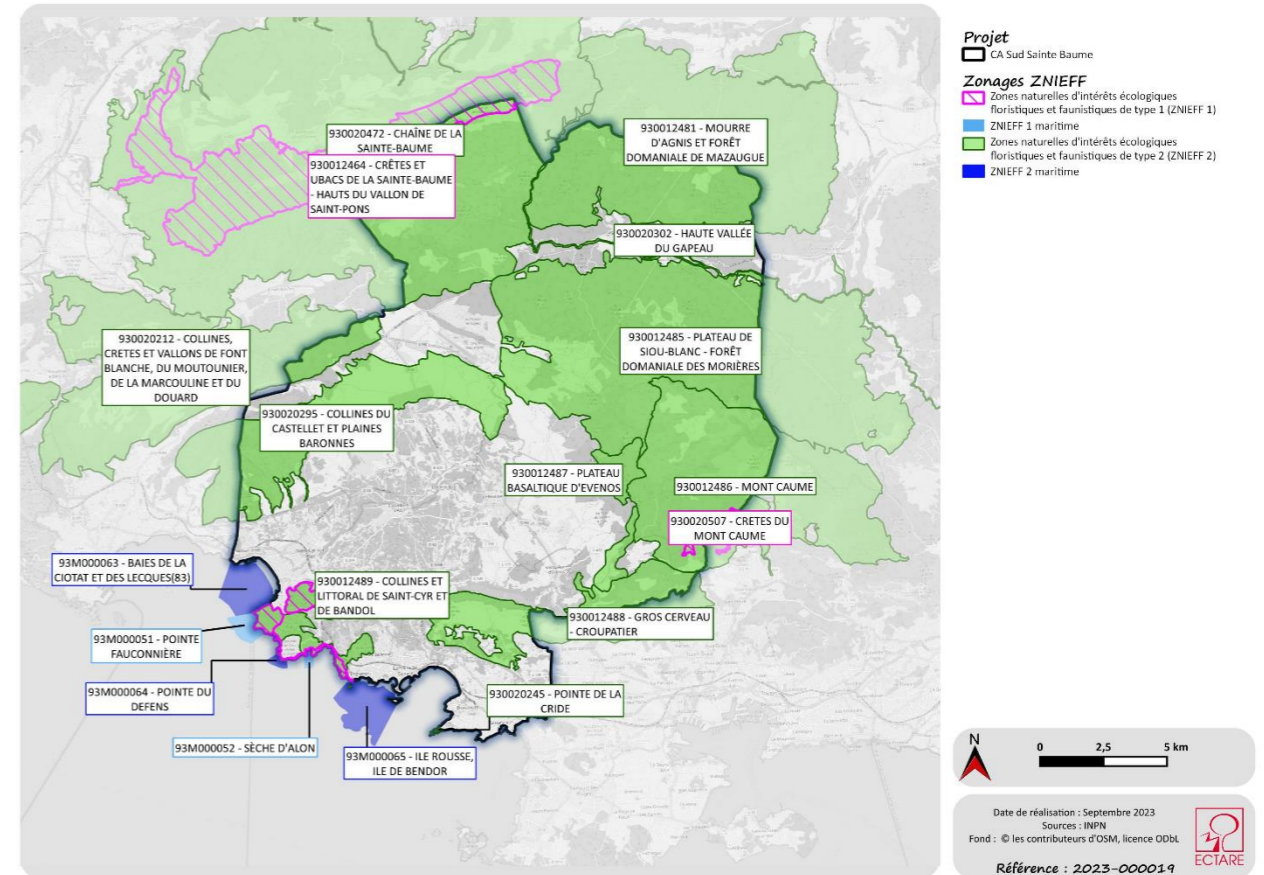 930020472 - CHAÎNE DE LA
SAINTE-BAUME
930012464 - CRÊTES ET
UBACS DE LA SAINTE-BAUME
- HAUTS DU VALLON DE
SAINT-PONS
930012481 - MOURRE
D'AGNIS ET FORÊT
DOMANIALE DE MAZAUGUE
930020302 - HAUTE VALLÉE
DU GAPEAU
930020212 - COLLINES,
CRETES ET VALLONS DE FONT
BLANCHE, DU MOUTOUNIER,
DE LA MARCOULINE ET DU
DOUARD
930012485 - PLATEAU DE
SIOU-BLANC - FORÊT
DOMANIALE DES MORIÈRES
930020295 - COLLINES DU
CASTELLET ET PLAINES
BARONNES
930012487 - PLATEAU
BASALTIQUE D'EVENOS
930012486 - MONT CAUME
930020507 - CRETES DU
MONT CAUME
93M000063 - BAIES DE LA
CIOTAT ET DES LECQUES(83)
930012489 - COLLINES ET
LITTORAL DE SAINT-CYR ET
DE BANDOL
930012488 - GROS CERVEAU
- CROUPATIER
93M000051 - POINTE
FAUCONNIÈRE
93M000064 - POINTE DU
DEFENS
930020245 - POINTE DE LA
CRIDE
93M000052 - SÈCHE D'ALON
93M000065 - ILE ROUSSE,
ILE DE BENDOR
Projet
CA Sud Sainte Baume
Zonages ZNIEFF
Zones naturelles d'intérêts écologiques
floristiques et faunistiques de type 1 (ZNIEFF 1)
ZNIEFF 1 maritime
Zones naturelles d'intérêts écologiques
floristiques et faunistiques de type 2 (ZNIEFF 2)
ZNIEFF 2 maritime
N
0 2,5 5 km
Date de réalisation : Septembre 2023
Sources : INPN
Fond : © les contributeurs d'OSM, licence ODbL
Référence : 2023-000019
ECTARE